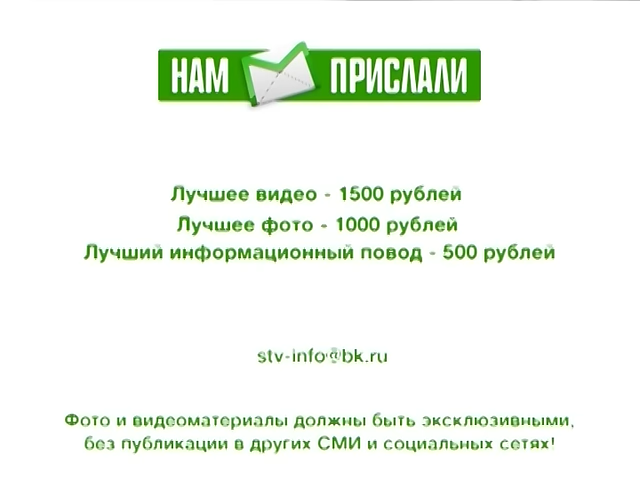 НАМ ПРИСЛАЛИ
Лучшее видео - 1500 рублей
Лучшее фото - 1000 рублей
Лучший информационный повод - 500 рублей
stv-info@bk.ru
Фото и видеоматериалы должны быть эксклюзивными,
без публикации в других СМИ и социальных сетях!